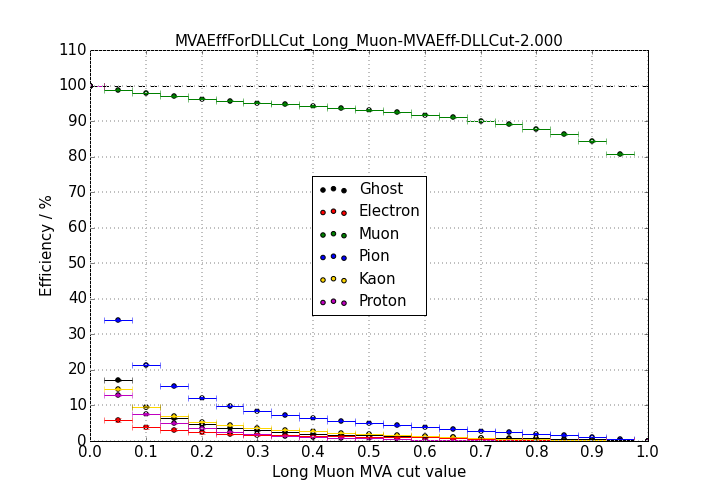 MVAEffForDLLCut_Long_Muon-MVAEff-DLLCut-2.000
110
100
90
80
70
60
50
40
30
20
10
0
Efficiency / %
Ghost
Electron
Muon
Pion
Kaon
Proton
0.0 0.1 0.2 0.3 0.4 0.5 0.6 0.7 0.8 0.9 1.0
Long Muon MVA cut value